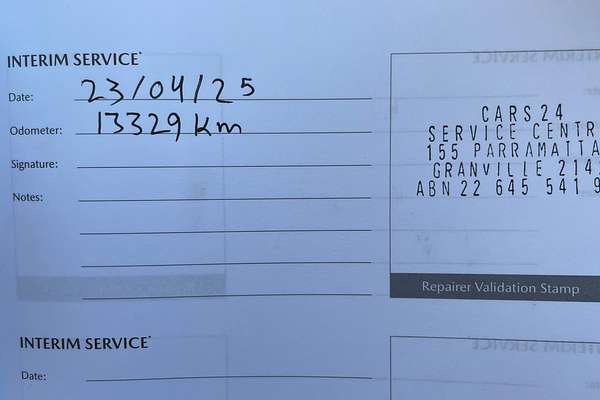 INTERIM SERVICE*
Date: 23/04/25
Odometer: 13329 Km
Signature:
Notes:
CARS24
SERVICE CENTR
155 PARRAMATTA
GRANVILLE 214
ABN 22 645 541 9
Repairer Validation Stamp
INTERIM SERVICE*
Date: